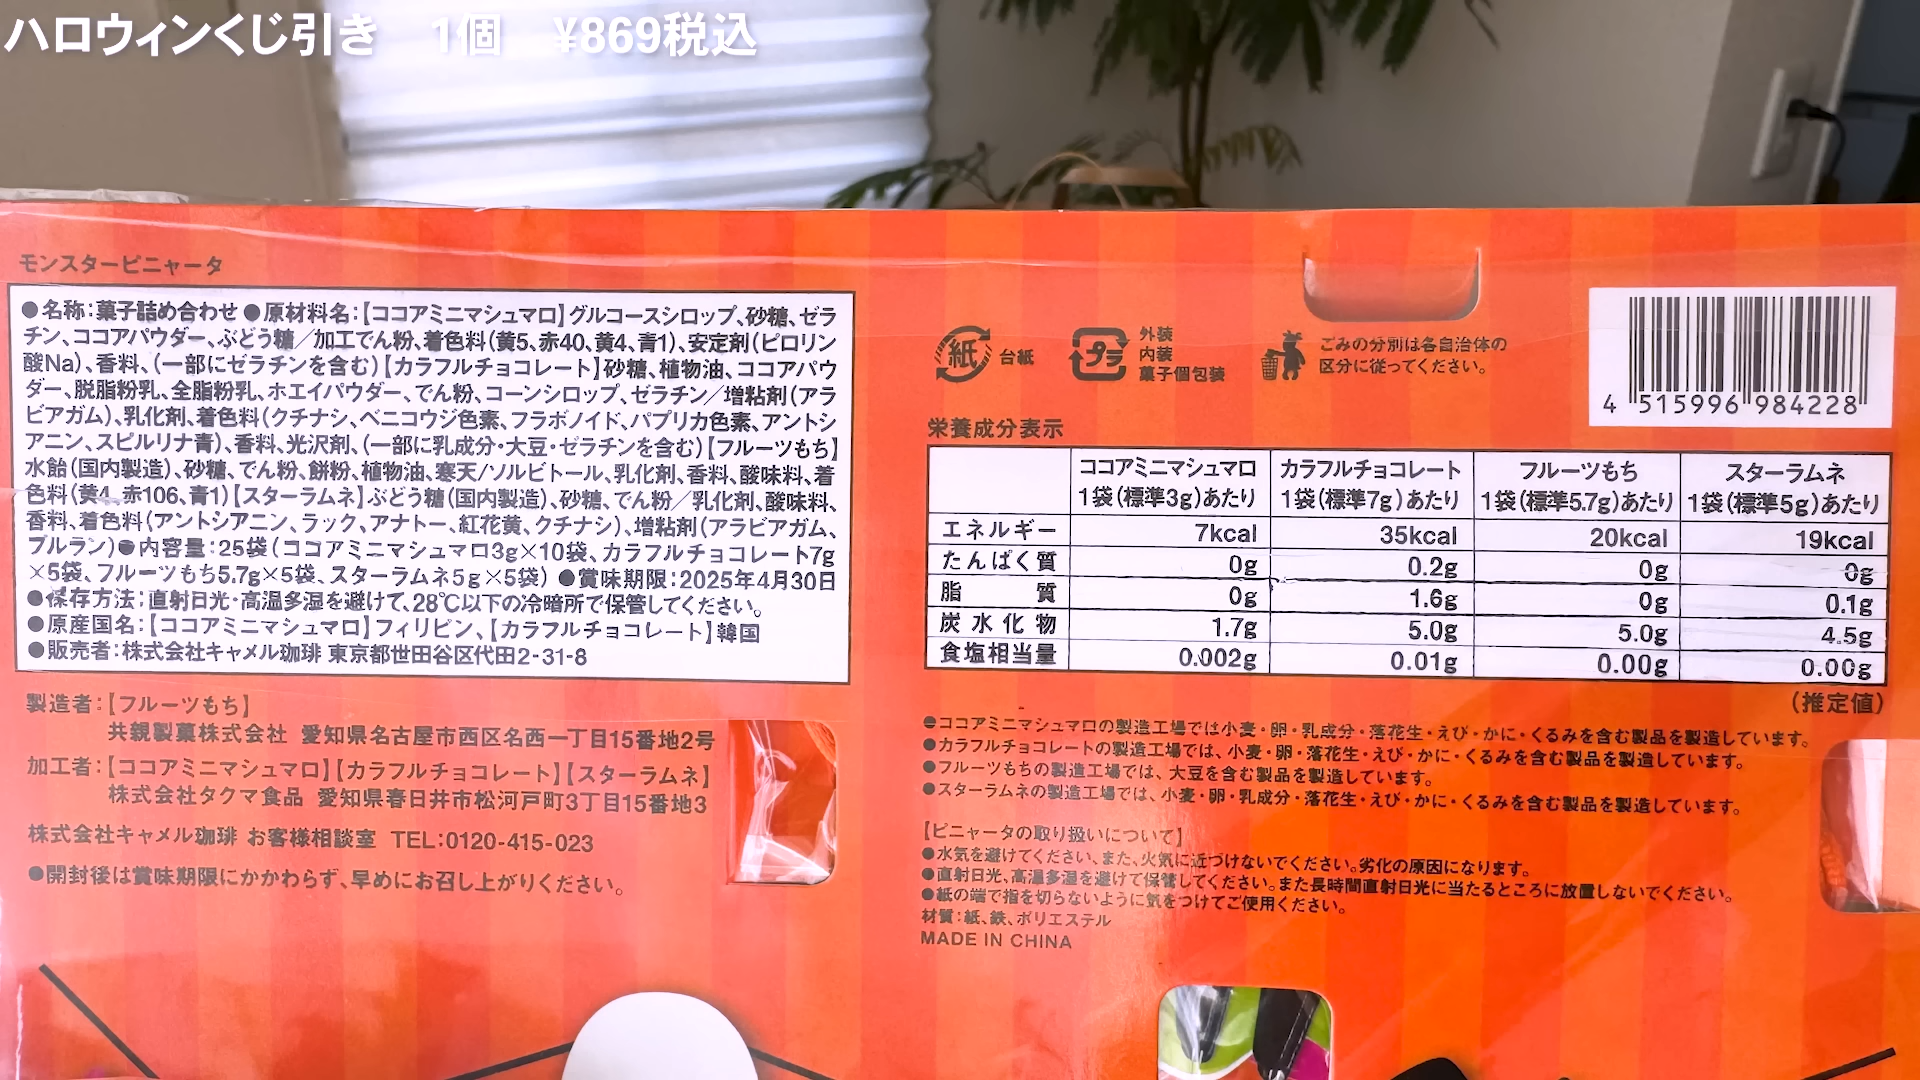 ハロウィンくじ引き 1個 ¥869税込
モンスターピニャータ
●名称:菓子詰め合わせ●原材料名:【ココアミニマシュマロ】グルコースシロップ、砂糖、ゼラ
チン、ココアパウダー、ぶどう糖／加工でん粉、着色料(黄5、赤40、黄4、青1)、安定剤(ピロリン
酸Na)、香料、(一部にゼラチンを含む)【カラフルチョコレート】砂糖、植物油、ココアパウ
ダー、脱脂粉乳、全脂粉乳、ホエイパウダー、でん粉、コーンシロップ、ゼラチン／増粘剤(アラ
ビアガム)、乳化剤、着色料(クチナシ、ベニコウジ色素、フラボノイド、パプリカ色素、アントシ
アニン、スピルリナ青)、香料、光沢剤、(一部に乳成分・大豆・ゼラチンを含む)【フルーツもち】
水飴(国内製造)、砂糖、でん粉、餅粉、植物油、寒天/ソルビトール、乳化剤、香料、酸味料、着
色料(黄4、赤106、青1)【スターラムネ】ぶどう糖(国内製造)、砂糖、でん粉／乳化剤、酸味料、
香料、着色料(アントシアニン、ラック、アナトー、紅花黄、クチナシ)、増粘剤(アラビアガム、
プルラン)●内容量:25袋(ココアミニマシュマロ3g×10袋、カラフルチョコレート7g
×5袋、フルーツもち5.7g×5袋、スターラムネ5g×5袋)●賞味期限:2025年4月30日
●保存方法:直射日光・高温多湿を避けて、28℃以下の冷暗所で保管してください。
●原産国名:【ココアミニマシュマロ】フィリピン、【カラフルチョコレート】韓国
●販売者:株式会社キャメル珈琲 東京都世田谷区代田2-31-8
製造者:【フルーツもち】
共親製菓株式会社 愛知県名古屋市西区名西一丁目15番地2号
加工者:【ココアミニマシュマロ】【カラフルチョコレート】【スターラムネ】
株式会社タクマ食品 愛知県春日井市松河戸町3丁目15番地3
株式会社キャメル珈琲 お客様相談室 TEL:0120-415-023
●開封後は賞味期限にかかわらず、早めにお召し上がりください。
紙 台紙
プラ 外装
内装
菓子個包装
ごみの分別は各自治体の
区分に従ってください。
4 515996 984228
栄養成分表示
ココアミニマシュマロ カラフルチョコレート フルーツもち スターラムネ
1袋(標準3g)あたり 1袋(標準7g)あたり 1袋(標準5.7g)あたり 1袋(標準5g)あたり
エネルギー 7kcal 35kcal 20kcal 19kcal
たんぱく質 0g 0.2g 0g 0g
脂質 0g 1.6g 0g 0.1g
炭水化物 1.7g 5.0g 5.0g 4.5g
食塩相当量 0.002g 0.01g 0.00g 0.00g
(推定値)
●ココアミニマシュマロの製造工場では小麦・卵・乳成分・落花生・えび・かに・くるみを含む製品を製造しています。
●カラフルチョコレートの製造工場では、小麦・卵・落花生・えび・かに・くるみを含む製品を製造しています。
●フルーツもちの製造工場では、大豆を含む製品を製造しています。
●スターラムネの製造工場では、小麦・卵・乳成分・落花生・えび・かに・くるみを含む製品を製造しています。
【ピニャータの取り扱いについて】
●水気を避けてください、また、火気に近づけないでください。劣化の原因になります。
●直射日光、高温多湿を避けて保管してください。また長時間直射日光に当たるところに放置しないでください。
●紙の端で指を切らないように気をつけてご使用ください。
材質:紙、鉄、ポリエステル
MADE IN CHINA